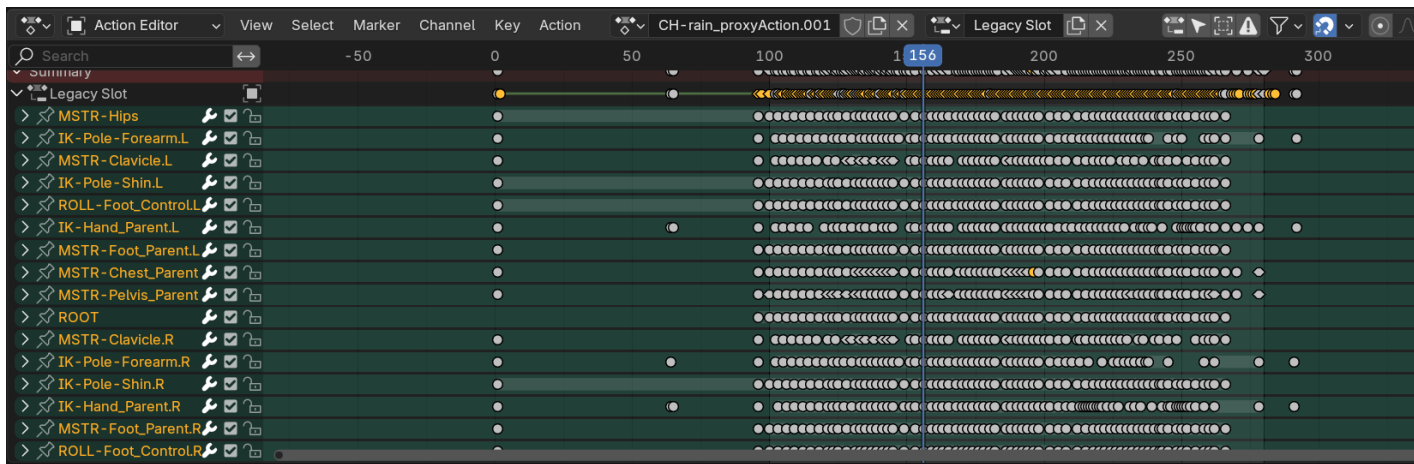 Action Editor View Select Marker Channel Key Action CH-rain_proxyAction.001 Legacy Slot
Search -50 0 50 100 156 200 250 300
Summary
Legacy Slot
MSTR-Hips
IK-Pole-Forearm.L
MSTR-Clavicle.L
IK-Pole-Shin.L
ROLL-Foot_Control.L
IK-Hand_Parent.L
MSTR-Foot_Parent.L
MSTR-Chest_Parent
MSTR-Pelvis_Parent
ROOT
MSTR-Clavicle.R
IK-Pole-Forearm.R
IK-Pole-Shin.R
IK-Hand_Parent.R
MSTR-Foot_Parent.R
ROLL-Foot_Control.R